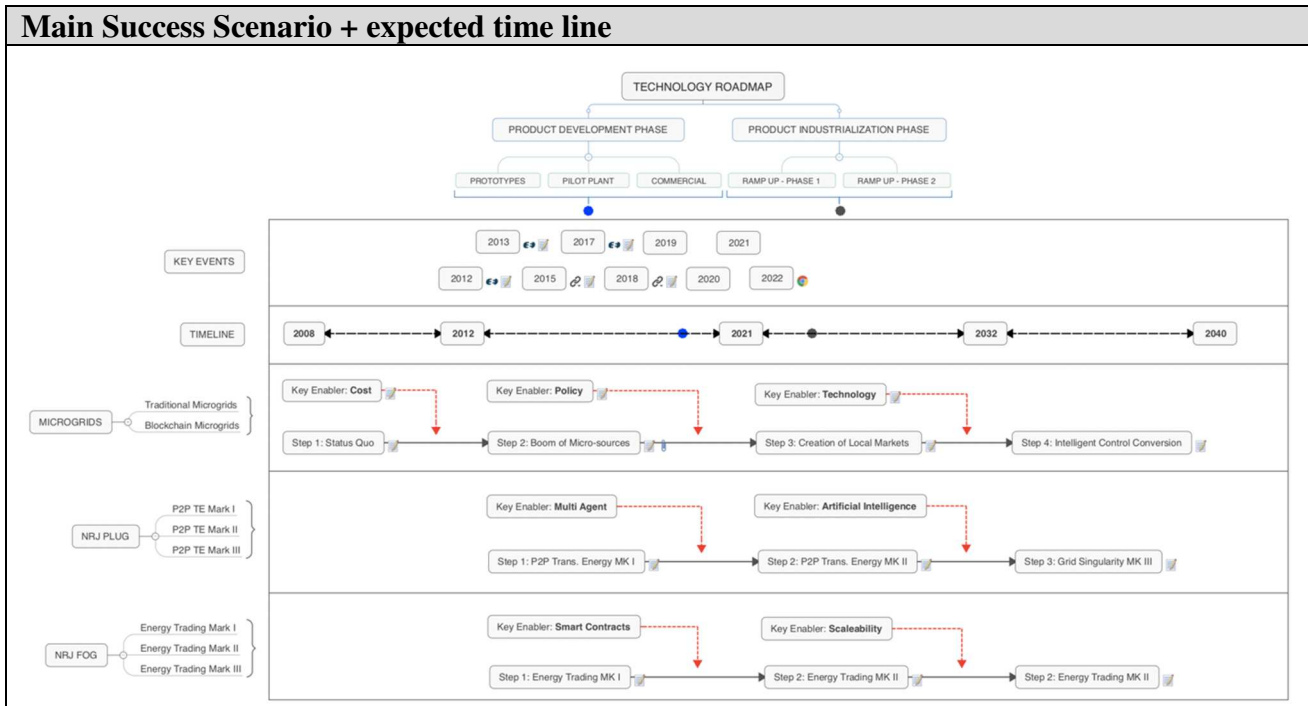 Main Success Scenario + expected time line
TECHNOLOGY ROADMAP
PRODUCT DEVELOPMENT PHASE
PRODUCT INDUSTRIALIZATION PHASE
PROTOTYPES
PILOT PLANT
COMMERCIAL
RAMP UP - PHASE 1
RAMP UP - PHASE 2
KEY EVENTS
2013
2017
2019
2021
2012
2015
2018
2020
2022
TIMELINE
2008
2012
2021
2032
2040
MICROGRIDS
Traditional Microgrids
Blockchain Microgrids
Key Enabler: Cost
Key Enabler: Policy
Key Enabler: Technology
Step 1: Status Quo
Step 2: Boom of Micro-sources
Step 3: Creation of Local Markets
Step 4: Intelligent Control Conversion
NRJ PLUG
P2P TE Mark I
P2P TE Mark II
P2P TE Mark III
Key Enabler: Multi Agent
Key Enabler: Artificial Intelligence
Step 1: P2P Trans. Energy MK I
Step 2: P2P Trans. Energy MK II
Step 3: Grid Singularity MK III
NRJ FOG
Energy Trading Mark I
Energy Trading Mark II
Energy Trading Mark III
Key Enabler: Smart Contracts
Key Enabler: Scaleability
Step 1: Energy Trading MK I
Step 2: Energy Trading MK II
Step 2: Energy Trading MK II